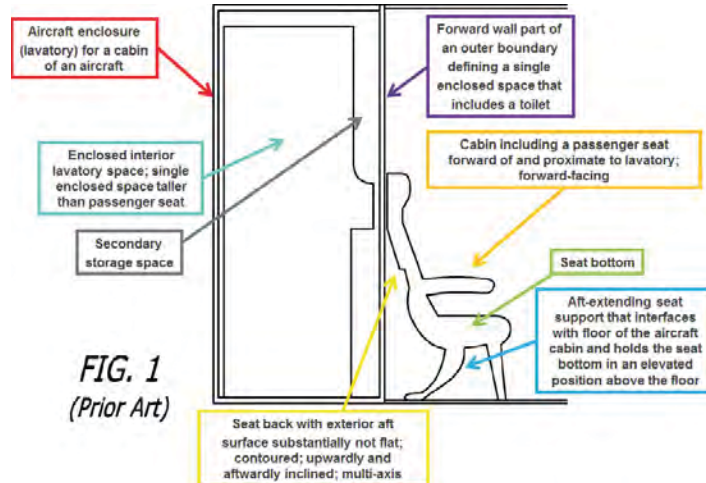 Aircraft enclosure
(lavatory) for a cabin
of an aircraft
Forward wall part of
an outer boundary
defining a single
enclosed space that
includes a toilet
Enclosed interior
lavatory space; single
enclosed space taller
than passenger seat
Cabin including a passenger seat
forward of and proximate to lavatory;
forward-facing
Secondary
storage space
Seat bottom
Aft-extending seat
support that interfaces
with floor of the aircraft
cabin and holds the seat
bottom in an elevated
position above the floor
FIG. 1
(Prior Art)
Seat back with exterior aft
surface substantially not flat;
contoured; upwardly and
aftwardly inclined; multi-axis